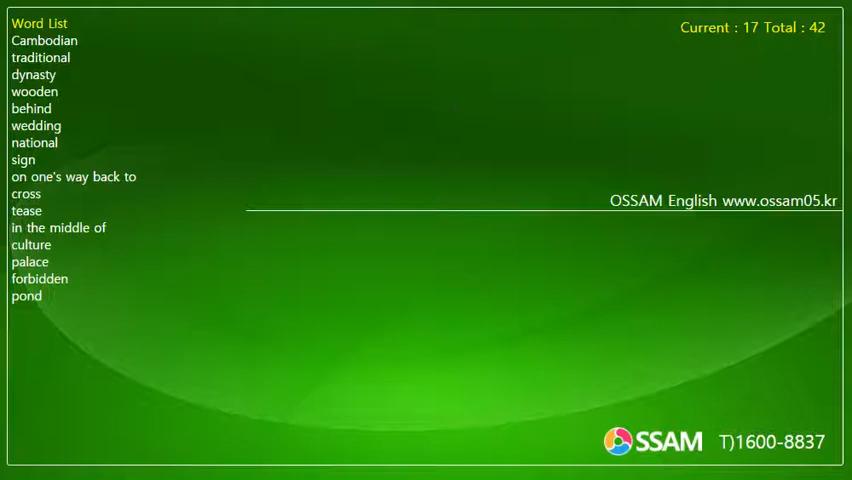 Word List
Current : 17 Total : 42
Cambodian
traditional
dynasty
wooden
behind
wedding
national
sign
on one's way back to
cross
tease
in the middle of
culture
palace
forbidden
pond
OSSAM English www.ossam05.kr
OSSAM T)1600-8837